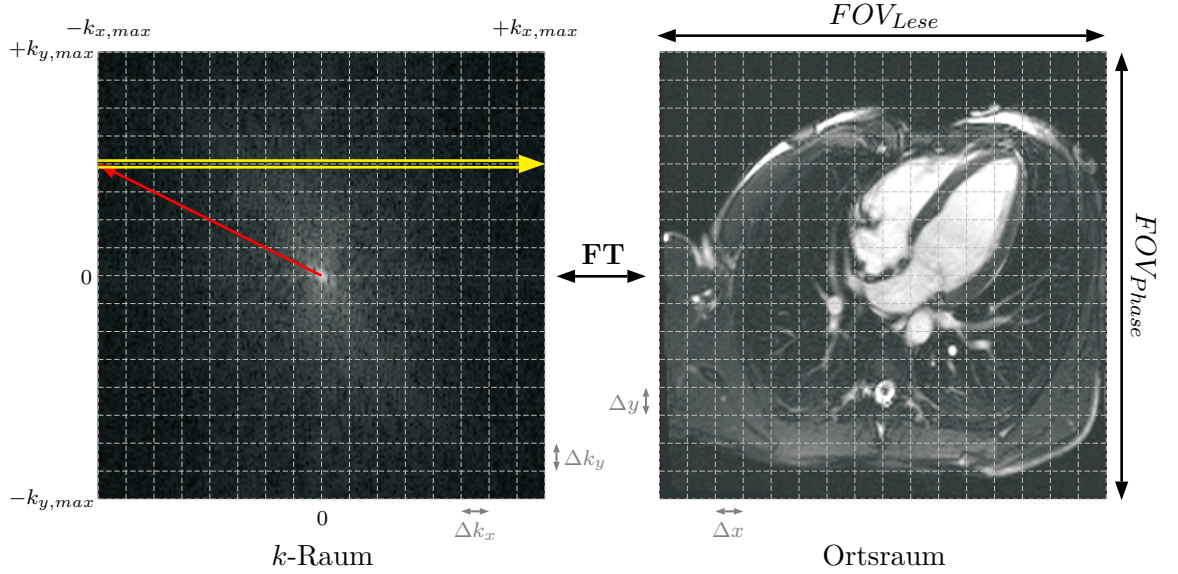 −k_{x,max}
+k_{x,max}
+k_{y,max}
0
−k_{y,max}
0
Δk_x
Δk_y
k-Raum
FT
FOV_{Lese}
FOV_{Phase}
Δy
Δx
Ortsraum